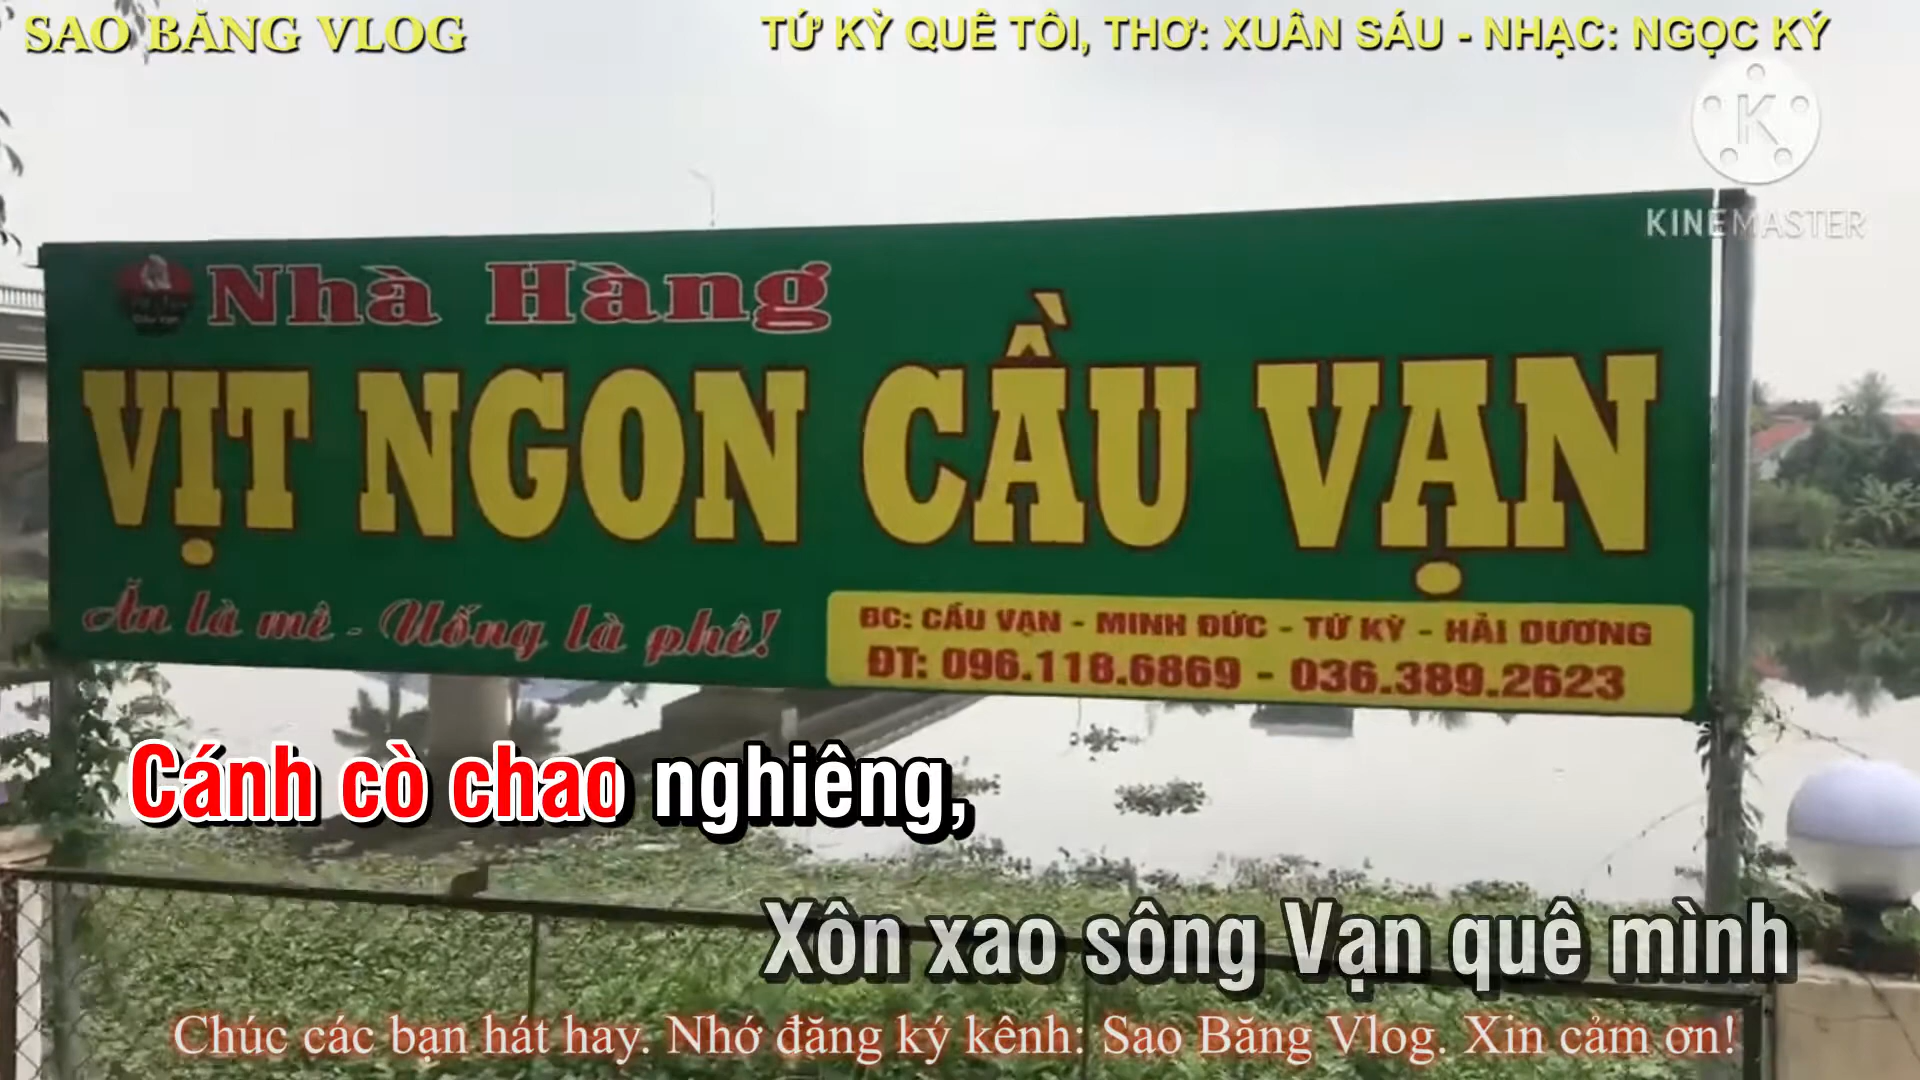 SAO BĂNG VLOG
TỨ KỲ QUÊ TÔI, THƠ: XUÂN SÁU - NHẠC: NGỌC KÝ
K
KINEMASTER
Nhà Hàng
VỊT NGON CẦU VẠN
Ăn là mê - Uống là phê!
ĐC: CẦU VẠN - MINH ĐỨC - TỨ KỲ - HẢI DƯƠNG
ĐT: 096.118.6869 - 036.389.2623
Cánh cò chao nghiêng,
Xôn xao sông Vạn quê mình
Chúc các bạn hát hay. Nhớ đăng ký kênh: Sao Băng Vlog. Xin cảm ơn!